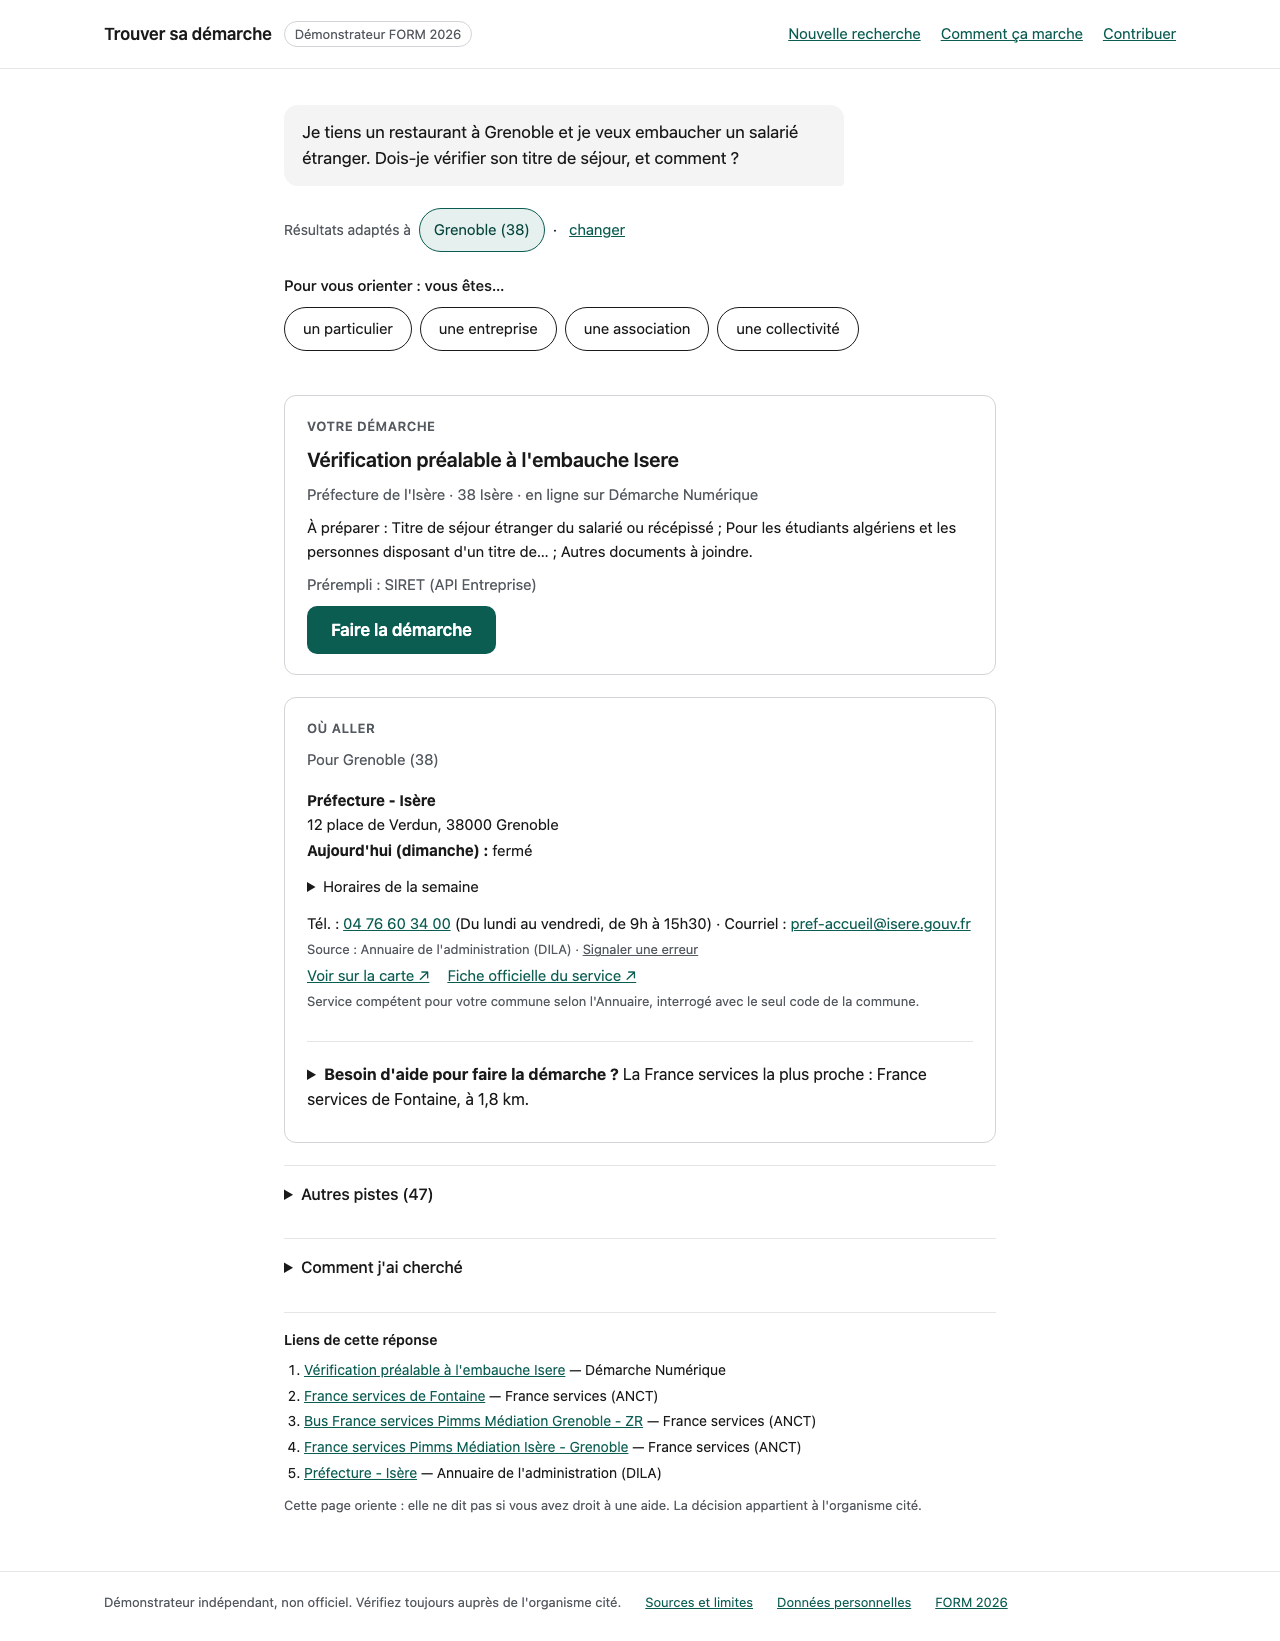 Trouver sa démarche
Démonstrateur FORM 2026
Nouvelle recherche
Comment ça marche
Contribuer
Je tiens un restaurant à Grenoble et je veux embaucher un salarié
étranger. Dois-je vérifier son titre de séjour, et comment ?
Résultats adaptés à Grenoble (38) · changer
Pour vous orienter : vous êtes...
un particulier
une entreprise
une association
une collectivité
VOTRE DÉMARCHE
Vérification préalable à l'embauche Isere
Préfecture de l'Isère · 38 Isère · en ligne sur Démarche Numérique
À préparer : Titre de séjour étranger du salarié ou récépissé ; Pour les étudiants algériens et les
personnes disposant d'un titre de... ; Autres documents à joindre.
Prérempli : SIRET (API Entreprise)
Faire la démarche
OÙ ALLER
Pour Grenoble (38)
Préfecture - Isère
12 place de Verdun, 38000 Grenoble
Aujourd'hui (dimanche) : fermé
▶ Horaires de la semaine
Tél. : 04 76 60 34 00 (Du lundi au vendredi, de 9h à 15h30) · Courriel : pref-accueil@isere.gouv.fr
Source : Annuaire de l'administration (DILA) · Signaler une erreur
Voir sur la carte ↗ Fiche officielle du service ↗
Service compétent pour votre commune selon l'Annuaire, interrogé avec le seul code de la commune.
▶ Besoin d'aide pour faire la démarche ? La France services la plus proche : France
services de Fontaine, à 1,8 km.
▶ Autres pistes (47)
▶ Comment j'ai cherché
Liens de cette réponse
1. Vérification préalable à l'embauche Isere — Démarche Numérique
2. France services de Fontaine — France services (ANCT)
3. Bus France services Pimms Médiation Grenoble - ZR — France services (ANCT)
4. France services Pimms Médiation Isère - Grenoble — France services (ANCT)
5. Préfecture - Isère — Annuaire de l'administration (DILA)
Cette page oriente : elle ne dit pas si vous avez droit à une aide. La décision appartient à l'organisme cité.
Démonstrateur indépendant, non officiel. Vérifiez toujours auprès de l'organisme cité.
Sources et limites
Données personnelles
FORM 2026